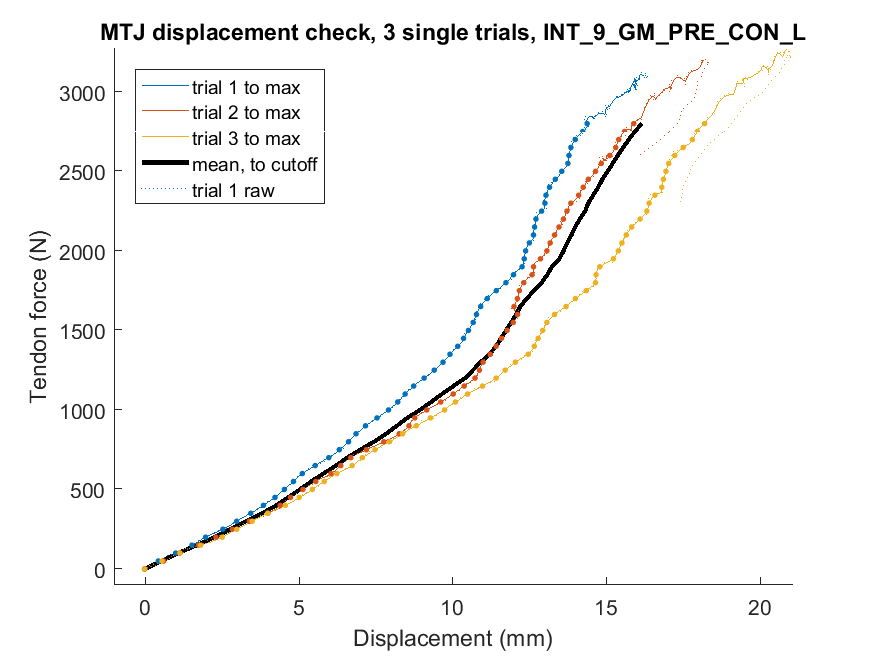 MTJ displacement check, 3 single trials, INT_9_GM_PRE_CON_L
trial 1 to max
trial 2 to max
trial 3 to max
mean, to cutoff
trial 1 raw
3000
2500
2000
1500
1000
500
0
Tendon force (N)
0 5 10 15 20
Displacement (mm)